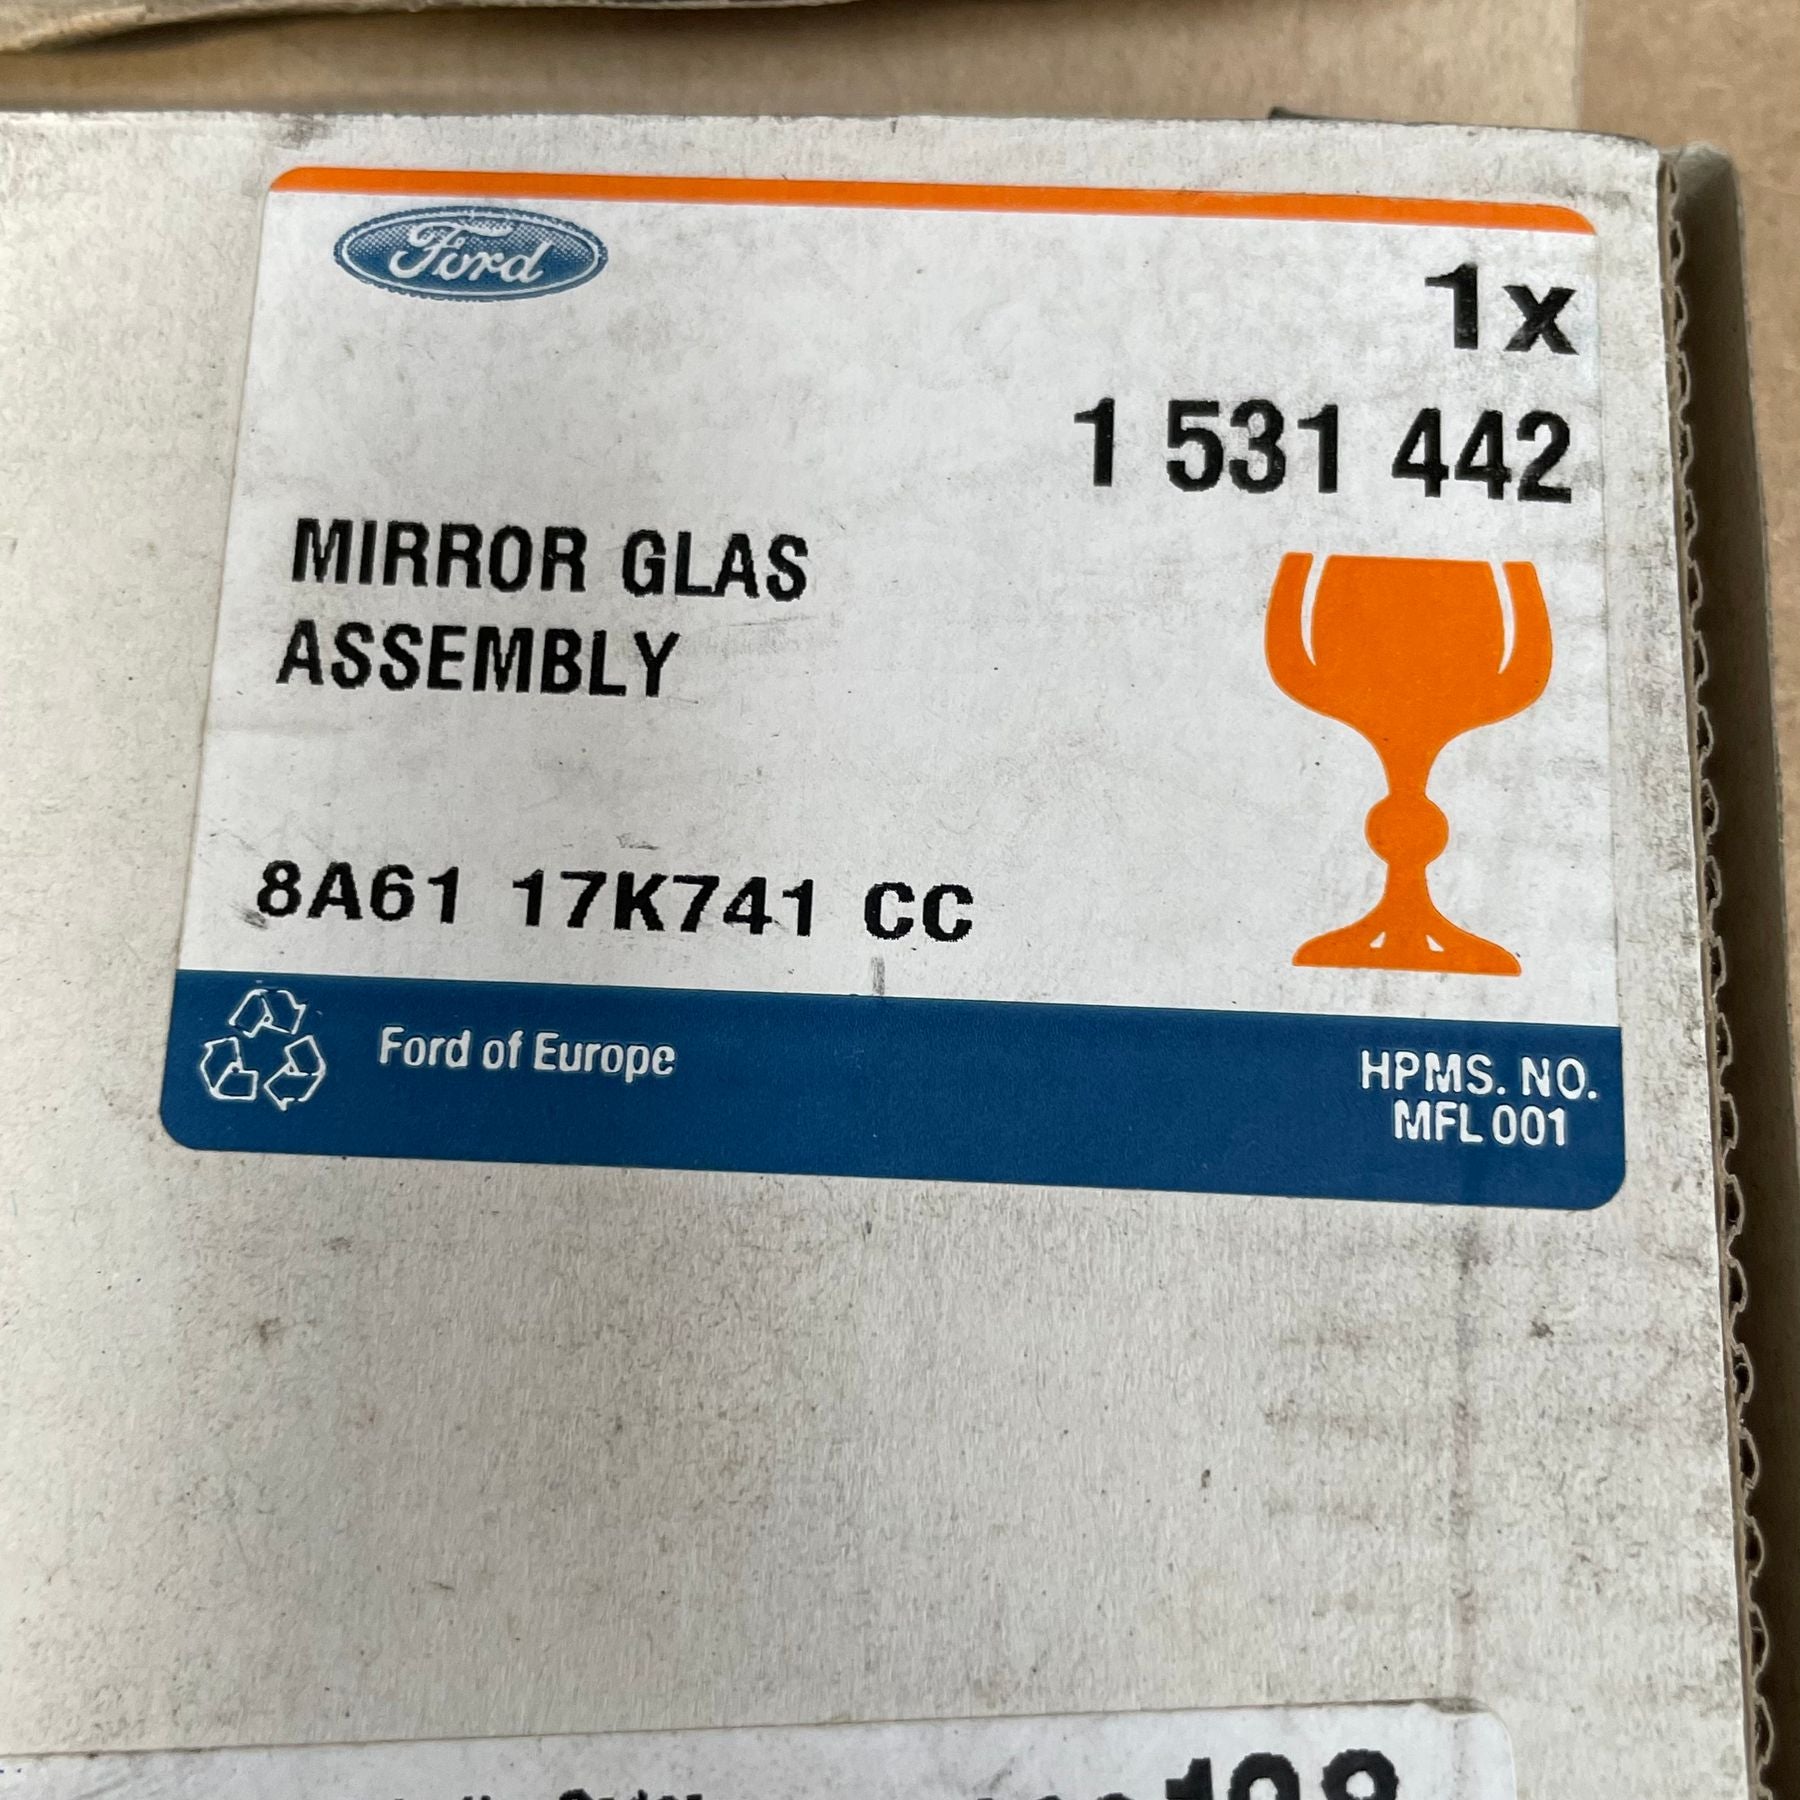 Ford
1x
1 531 442
MIRROR GLAS
ASSEMBLY
8A61 17K741 CC
Ford of Europe
HPMS. NO.
MFL 001